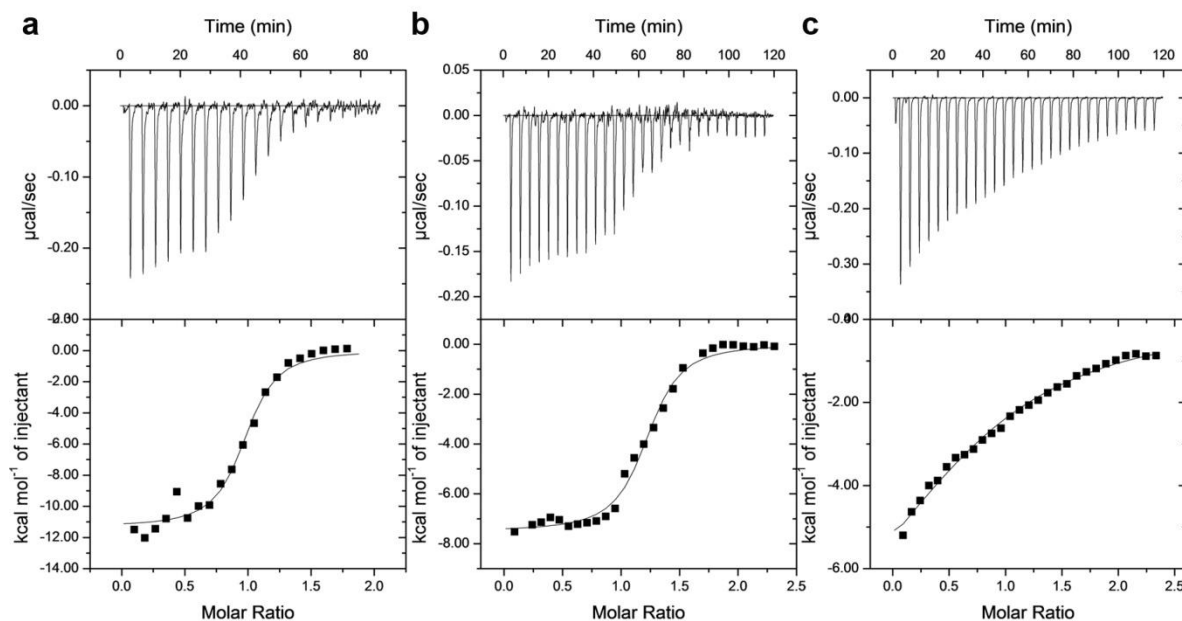 a
Time (min)
0 20 40 60 80
µcal/sec
0.00
-0.10
-0.20
kcal mol⁻¹ of injectant
0.00
-2.00
-4.00
-6.00
-8.00
-10.00
-12.00
-14.00
0.0 0.5 1.0 1.5 2.0
Molar Ratio
b
Time (min)
0 10 20 30 40 50 60 70 80 90 100 110 120
µcal/sec
0.05
0.00
-0.05
-0.10
-0.15
-0.20
kcal mol⁻¹ of injectant
0.00
-2.00
-4.00
-6.00
-8.00
0.0 0.5 1.0 1.5 2.0 2.5
Molar Ratio
c
Time (min)
0 20 40 60 80 100 120
µcal/sec
0.00
-0.10
-0.20
-0.30
kcal mol⁻¹ of injectant
-2.00
-4.00
-6.00
0.0 0.5 1.0 1.5 2.0 2.5
Molar Ratio